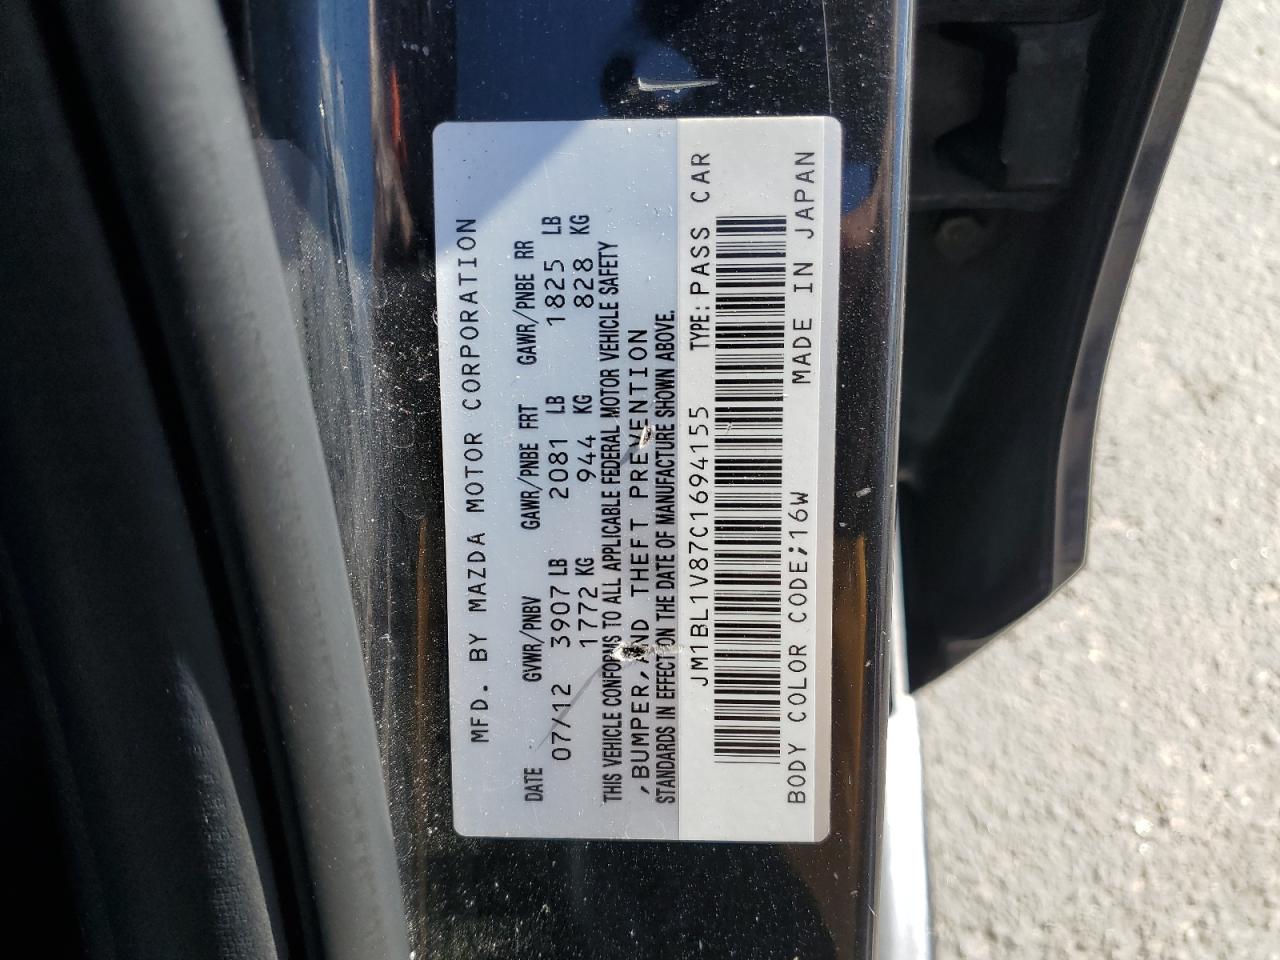 MFD. BY MAZDA MOTOR CORPORATION
DATE GVWR/PNBV GAWR/PNBE FRT GAWR/PNBE RR
07/12 3907 LB 2081 LB 1825 LB
1772 KG 944 KG 828 KG
THIS VEHICLE CONFORMS TO ALL APPLICABLE FEDERAL MOTOR VEHICLE SAFETY
,BUMPER,AND THEFT PREVENTION
STANDARDS IN EFFECT ON THE DATE OF MANUFACTURE SHOWN ABOVE.
JM1BL1V87C1694155 TYPE: PASS CAR
BODY COLOR CODE;16W MADE IN JAPAN